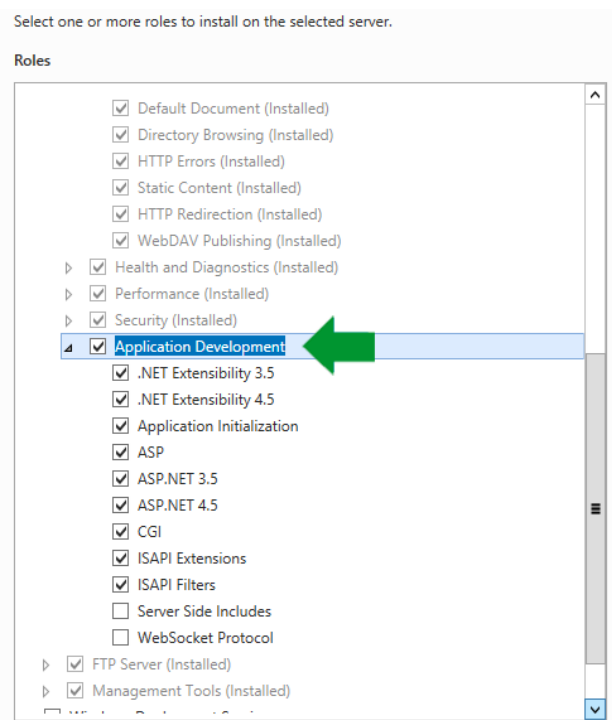 Select one or more roles to install on the selected server.
Roles
Default Document (Installed)
Directory Browsing (Installed)
HTTP Errors (Installed)
Static Content (Installed)
HTTP Redirection (Installed)
WebDAV Publishing (Installed)
Health and Diagnostics (Installed)
Performance (Installed)
Security (Installed)
Application Development
.NET Extensibility 3.5
.NET Extensibility 4.5
Application Initialization
ASP
ASP.NET 3.5
ASP.NET 4.5
CGI
ISAPI Extensions
ISAPI Filters
Server Side Includes
WebSocket Protocol
FTP Server (Installed)
Management Tools (Installed)